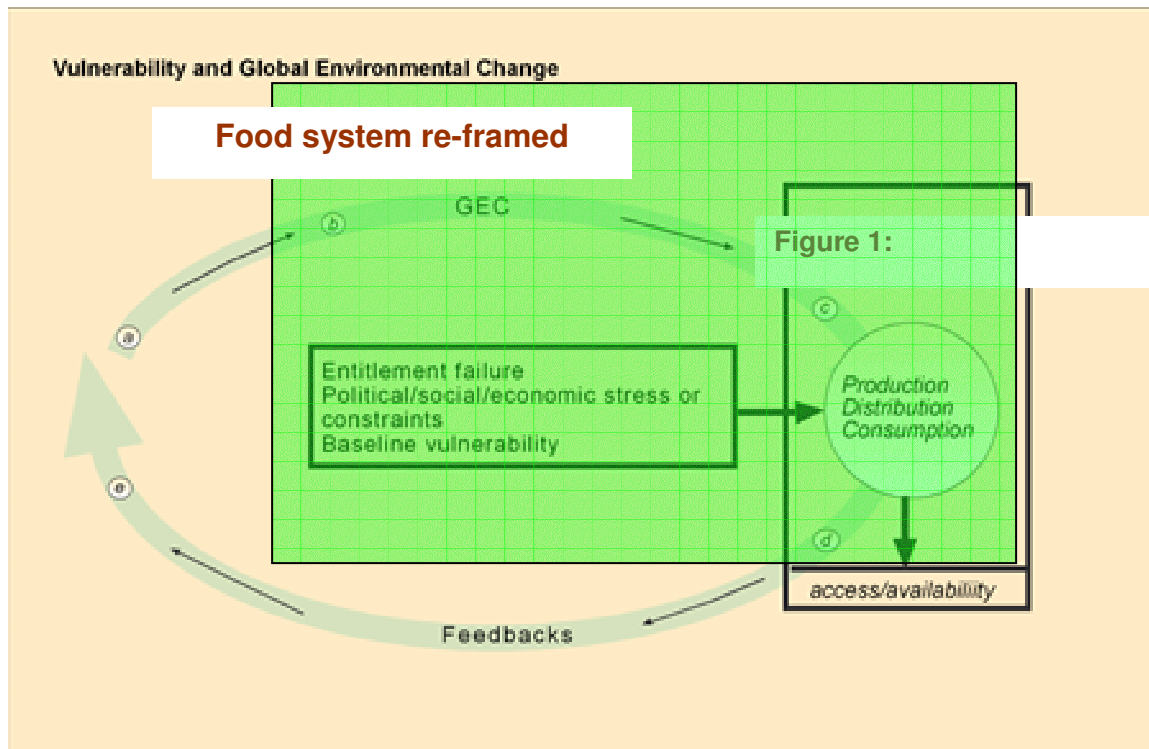 Vulnerability and Global Environmental Change
Food system re-framed
GEC
b
Figure 1:
c
a
Entitlement failure
Political/social/economic stress or
constraints
Baseline vulnerability
Production
Distribution
Consumption
e
d
access/availability
Feedbacks